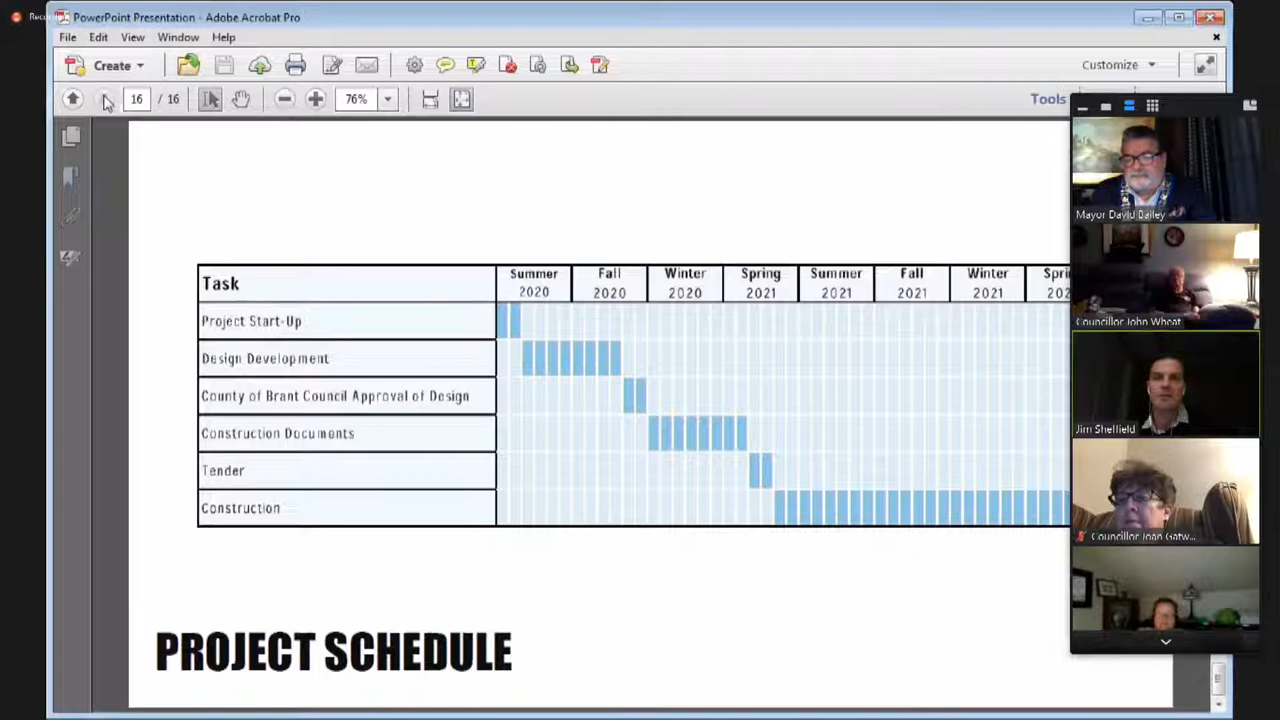 PowerPoint Presentation - Adobe Acrobat Pro
File Edit View Window Help
Create
Customize
16 / 16
76%
Tools
Task
Summer 2020
Fall 2020
Winter 2020
Spring 2021
Summer 2021
Fall 2021
Winter 2021
Project Start-Up
Design Development
County of Brant Council Approval of Design
Construction Documents
Tender
Construction
PROJECT SCHEDULE
Mayor David Bailey
Councillor John Wheat
Jim Sheffield
Councillor Joan Gatw...